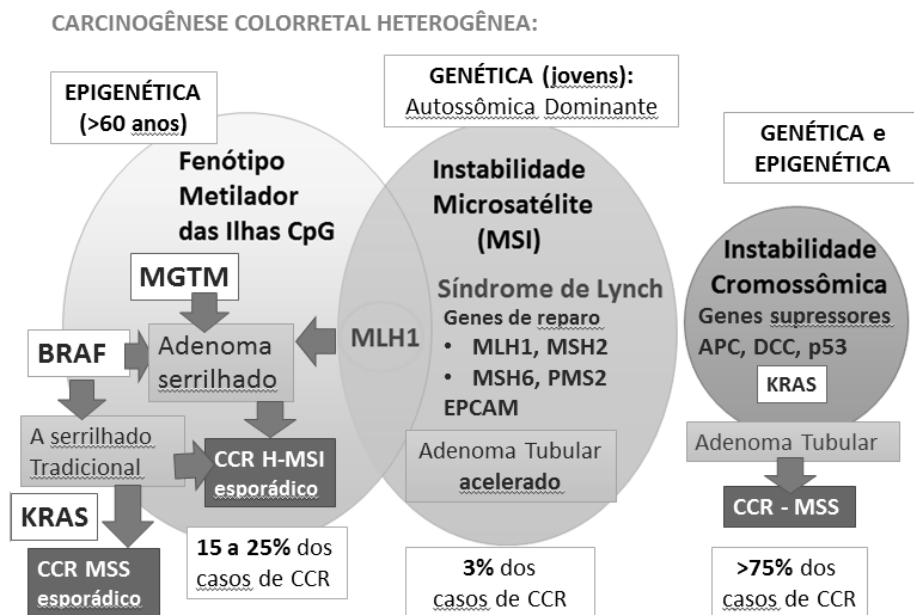 CARCINOGÊNESE COLORRETAL HETEROGÊNEA:
EPIGENÉTICA
(>60 anos)
Fenótipo
Metilador
das Ilhas CpG
MGTM
BRAF
Adenoma
serrilhado
MLH1
A serrilhado
Tradicional
CCR H-MSI
esporádico
KRAS
CCR MSS
esporádico
15 a 25% dos
casos de CCR
GENÉTICA (jovens):
Autossômica Dominante
Instabilidade
Microsatélite
(MSI)
Síndrome de Lynch
Genes de reparo
• MLH1, MSH2
• MSH6, PMS2
EPCAM
Adenoma Tubular
acelerado
3% dos
casos de CCR
GENÉTICA e
EPIGENÉTICA
Instabilidade
Cromossômica
Genes supressores
APC, DCC, p53
KRAS
Adenoma Tubular
CCR - MSS
>75% dos
casos de CCR